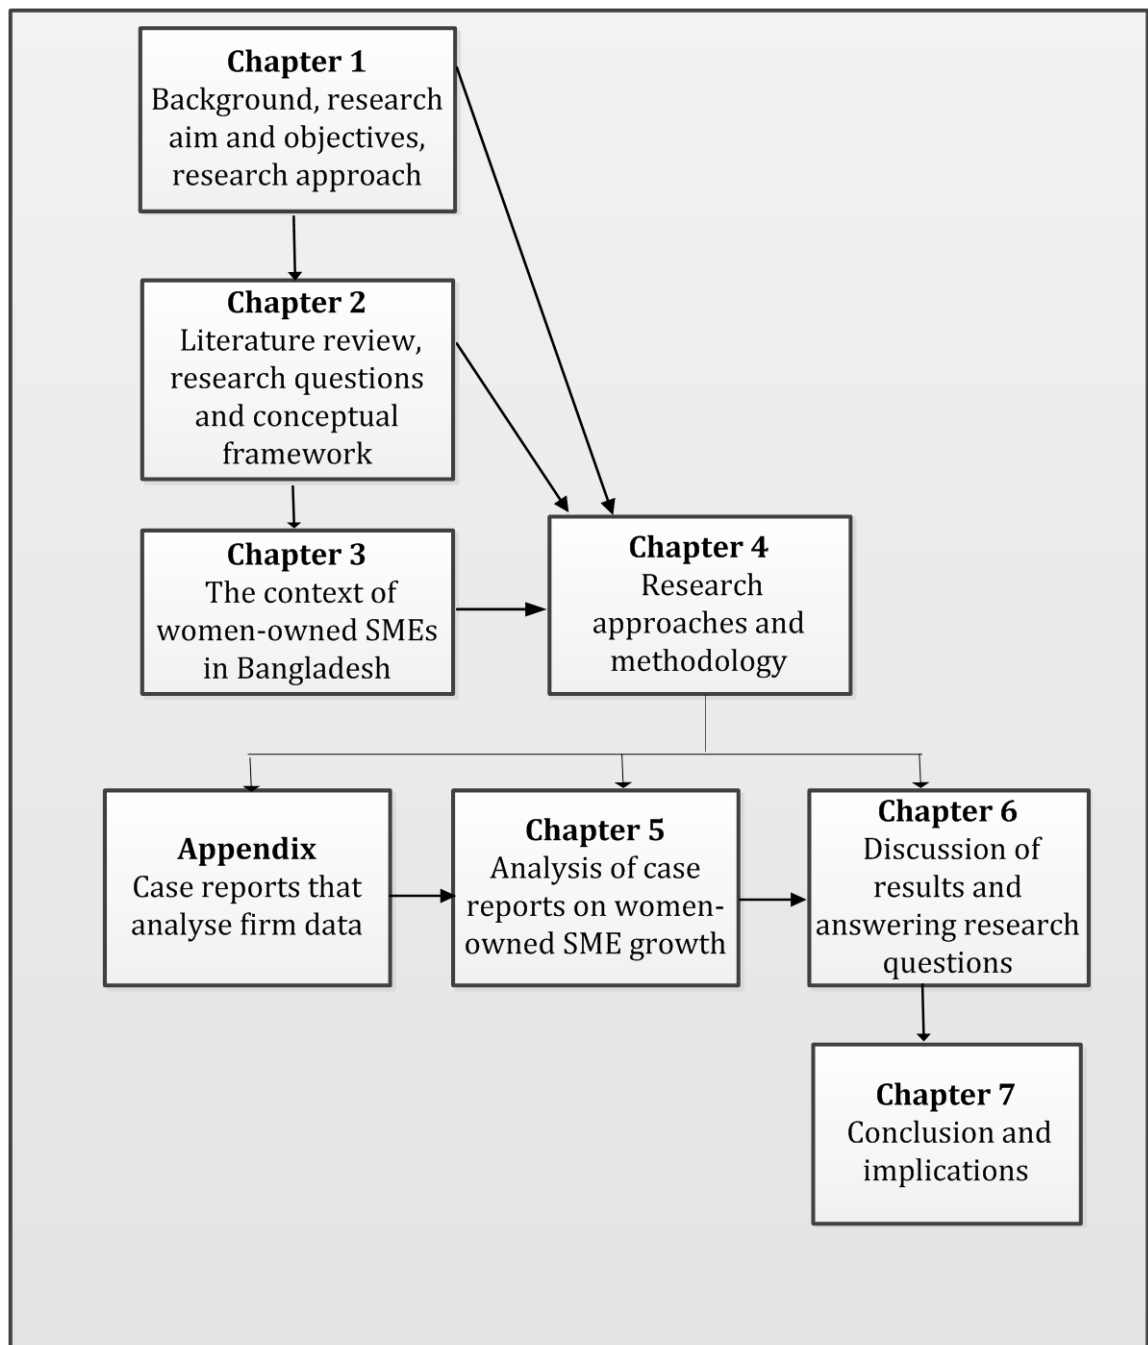 Chapter 1
Background, research
aim and objectives,
research approach
Chapter 2
Literature review,
research questions
and conceptual
framework
Chapter 3
The context of
women-owned SMEs
in Bangladesh
Chapter 4
Research
approaches and
methodology
Appendix
Case reports that
analyse firm data
Chapter 5
Analysis of case
reports on women-
owned SME growth
Chapter 6
Discussion of
results and
answering research
questions
Chapter 7
Conclusion and
implications